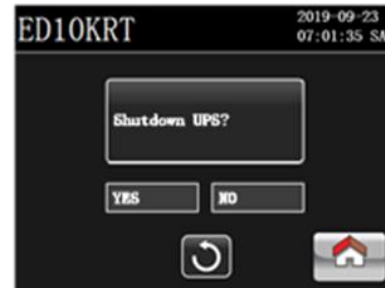 ED10KRT
2019-09-23
07:01:35 SA
Shutdown UPS?
YES
NO